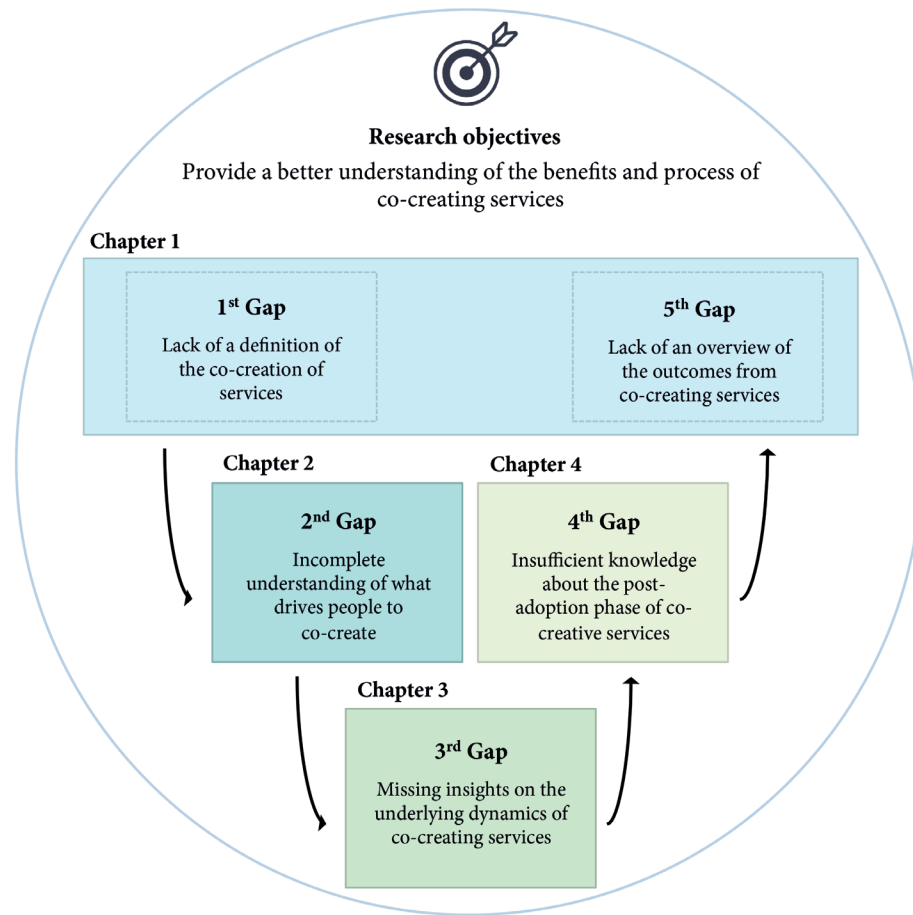 Research objectives
Provide a better understanding of the benefits and process of
co-creating services
Chapter 1
1st Gap
Lack of a definition of
the co-creation of
services
5th Gap
Lack of an overview of
the outcomes from
co-creating services
Chapter 2
2nd Gap
Incomplete
understanding of what
drives people to
co-create
Chapter 4
4th Gap
Insufficient knowledge
about the post-
adoption phase of co-
creative services
Chapter 3
3rd Gap
Missing insights on the
underlying dynamics of
co-creating services